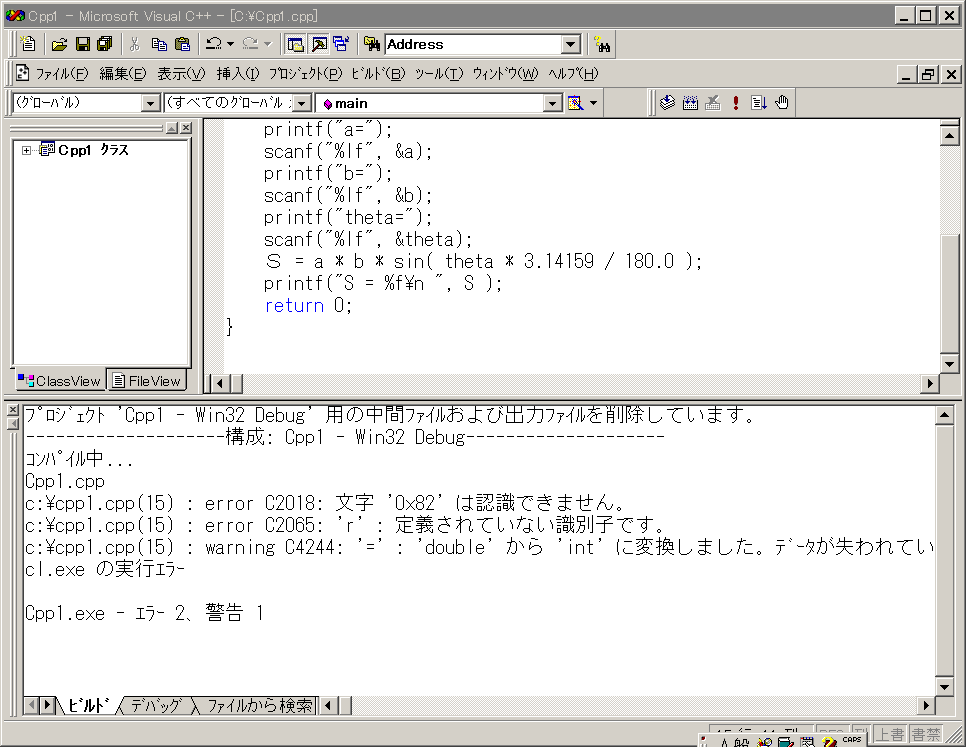 Cpp1 - Microsoft Visual C++ - [C:¥Cpp1.cpp]
Address
ﾌｧｲﾙ(F) 編集(E) 表示(V) 挿入(I) ﾌﾟﾛｼﾞｪｸﾄ(P) ﾋﾞﾙﾄﾞ(B) ﾂｰﾙ(T) ｳｨﾝﾄﾞｳ(W) ﾍﾙﾌﾟ(H)
(ｸﾞﾛｰﾊﾞﾙ) (すべてのｸﾞﾛｰﾊﾞﾙ main
Cpp1 ｸﾗｽ
ClassView FileView
printf("a=");
scanf("%lf", &a);
printf("b=");
scanf("%lf", &b);
printf("theta=");
scanf("%lf", &theta);
Ｓ = a * b * sin( theta * 3.14159 / 180.0 );
printf("S = %f¥n ", S );
return 0;
}
ﾌﾟﾛｼﾞｪｸﾄ 'Cpp1 - Win32 Debug' 用の中間ﾌｧｲﾙおよび出力ﾌｧｲﾙを削除しています。
--------------------構成: Cpp1 - Win32 Debug--------------------
ｺﾝﾊﾟｲﾙ中...
Cpp1.cpp
c:¥cpp1.cpp(15) : error C2018: 文字 '0x82' は認識できません。
c:¥cpp1.cpp(15) : error C2065: 'r' : 定義されていない識別子です。
c:¥cpp1.cpp(15) : warning C4244: '=' : 'double' から 'int' に変換しました。ﾃﾞｰﾀが失われてい
cl.exe の実行ｴﾗｰ
Cpp1.exe - ｴﾗｰ 2、警告 1
ﾋﾞﾙﾄﾞ ﾃﾞﾊﾞｯｸﾞ ﾌｧｲﾙから検索
上書 書禁
CAPS